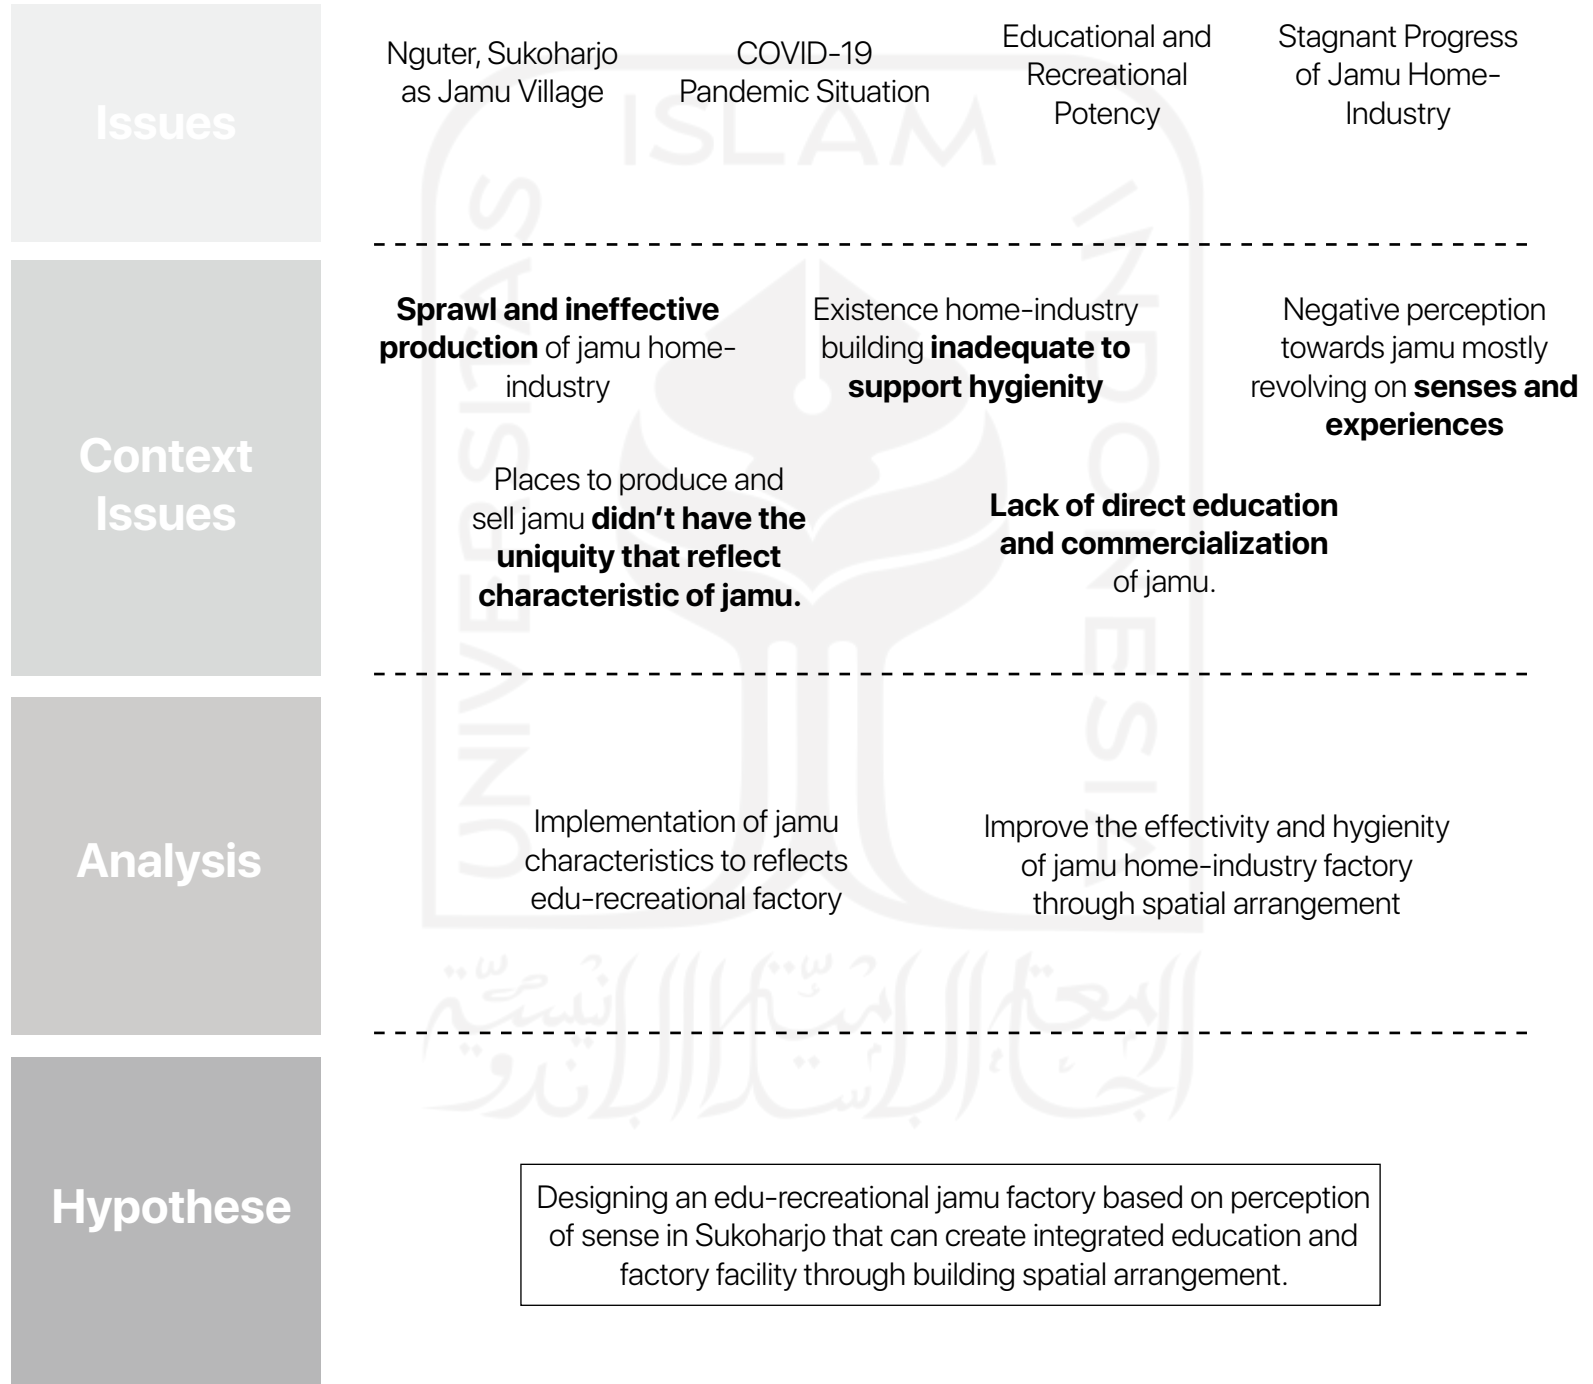 Issues
Nguter, Sukoharjo
as Jamu Village
COVID-19
Pandemic Situation
Educational and
Recreational
Potency
Stagnant Progress
of Jamu Home-
Industry
Context
Issues
Sprawl and ineffective
production of jamu home-
industry
Existence home-industry
building inadequate to
support hygienity
Negative perception
towards jamu mostly
revolving on senses and
experiences
Places to produce and
sell jamu didn't have the
uniquity that reflect
characteristic of jamu.
Lack of direct education
and commercialization
of jamu.
Analysis
Implementation of jamu
characteristics to reflects
edu-recreational factory
Improve the effectivity and hygienity
of jamu home-industry factory
through spatial arrangement
Hypothese
Designing an edu-recreational jamu factory based on perception
of sense in Sukoharjo that can create integrated education and
factory facility through building spatial arrangement.
UNIVERSITAS
ISLAM
INDONESIA